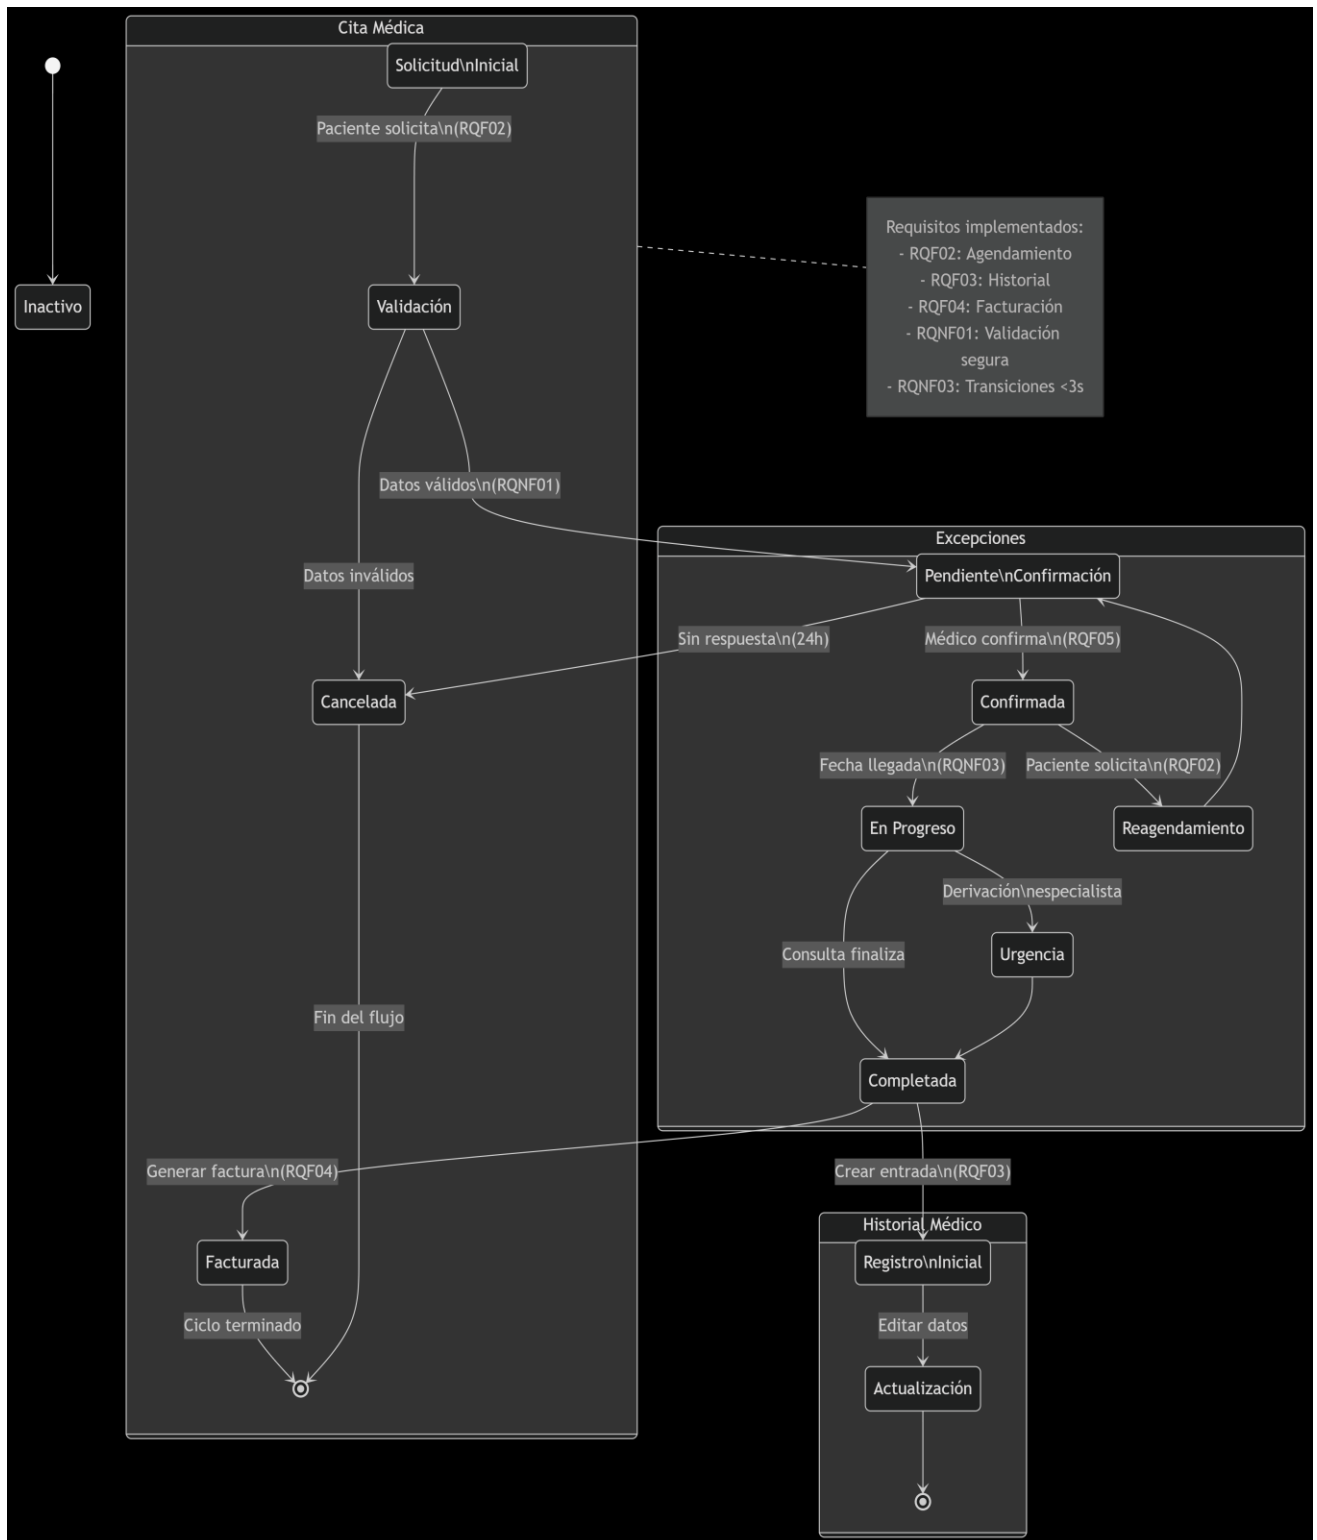 Cita Médica
Solicitud\nInicial
Paciente solicita\n(RQF02)
Inactivo
Validación
Requisitos implementados:
- RQF02: Agendamiento
- RQF03: Historial
- RQF04: Facturación
- RQNF01: Validación
segura
- RQNF03: Transiciones <3s
Datos válidos\n(RQNF01)
Datos inválidos
Excepciones
Pendiente\nConfirmación
Sin respuesta\n(24h)
Médico confirma\n(RQF05)
Cancelada
Confirmada
Fecha llegada\n(RQNF03)
Paciente solicita\n(RQF02)
En Progreso
Reagendamiento
Derivación\nespecialista
Consulta finaliza
Urgencia
Fin del flujo
Completada
Generar factura\n(RQF04)
Crear entrada\n(RQF03)
Historial Médico
Facturada
Registro\nInicial
Ciclo terminado
Editar datos
Actualización